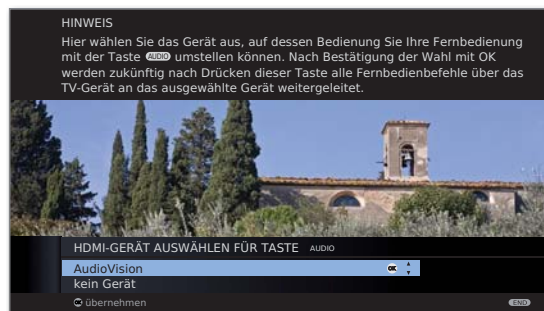 HINWEIS
Hier wählen Sie das Gerät aus, auf dessen Bedienung Sie Ihre Fernbedienung
mit der Taste AUDIO umstellen können. Nach Bestätigung der Wahl mit OK
werden zukünftig nach Drücken dieser Taste alle Fernbedienbefehle über das
TV-Gerät an das ausgewählte Gerät weitergeleitet.
HDMI-GERÄT AUSWÄHLEN FÜR TASTE AUDIO
AudioVision OK
kein Gerät
OK übernehmen END